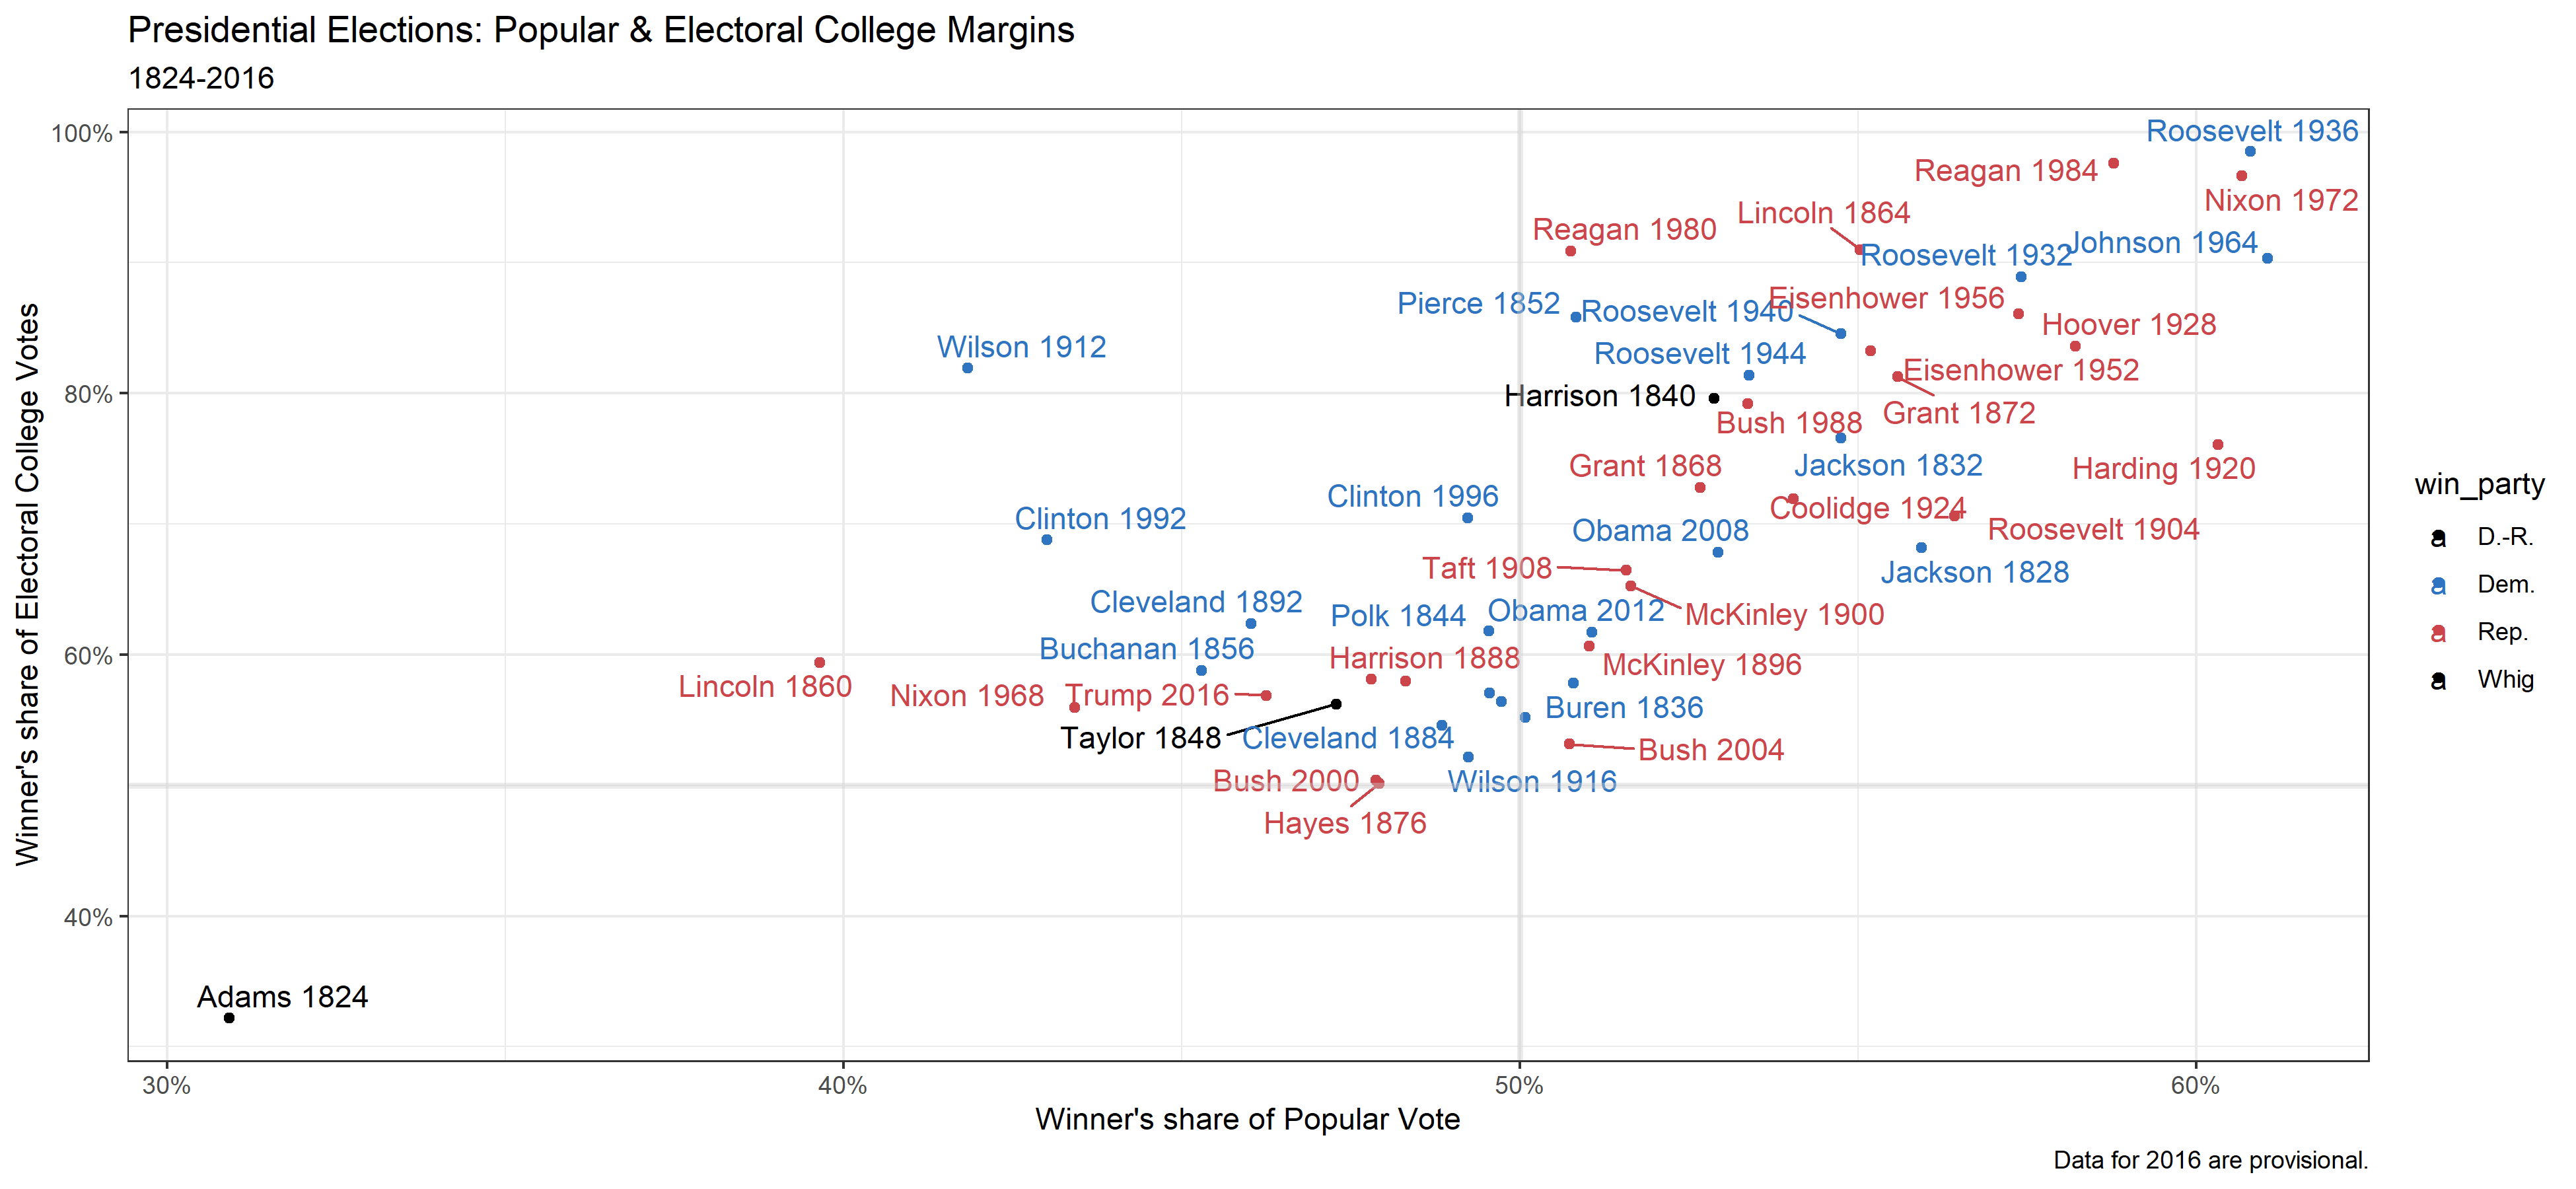 Presidential Elections: Popular & Electoral College Margins
1824-2016
Winner's share of Electoral College Votes
100%
80%
60%
40%
Roosevelt 1936
Reagan 1984
Nixon 1972
Lincoln 1864
Reagan 1980
Johnson 1964
Roosevelt 1932
Eisenhower 1956
Pierce 1852
Roosevelt 1940
Hoover 1928
Wilson 1912
Roosevelt 1944
Eisenhower 1952
Harrison 1840
Grant 1872
Bush 1988
Grant 1868
Jackson 1832
Harding 1920
Clinton 1996
Coolidge 1924
Clinton 1992
Obama 2008
Roosevelt 1904
Taft 1908
Jackson 1828
Cleveland 1892
Polk 1844
Obama 2012
McKinley 1900
Buchanan 1856
Harrison 1888
McKinley 1896
Lincoln 1860
Nixon 1968
Trump 2016
Buren 1836
Taylor 1848
Cleveland 1884
Bush 2004
Bush 2000
Wilson 1916
Hayes 1876
Adams 1824
30%
40%
50%
60%
Winner's share of Popular Vote
win_party
a D.-R.
a Dem.
a Rep.
a Whig
Data for 2016 are provisional.